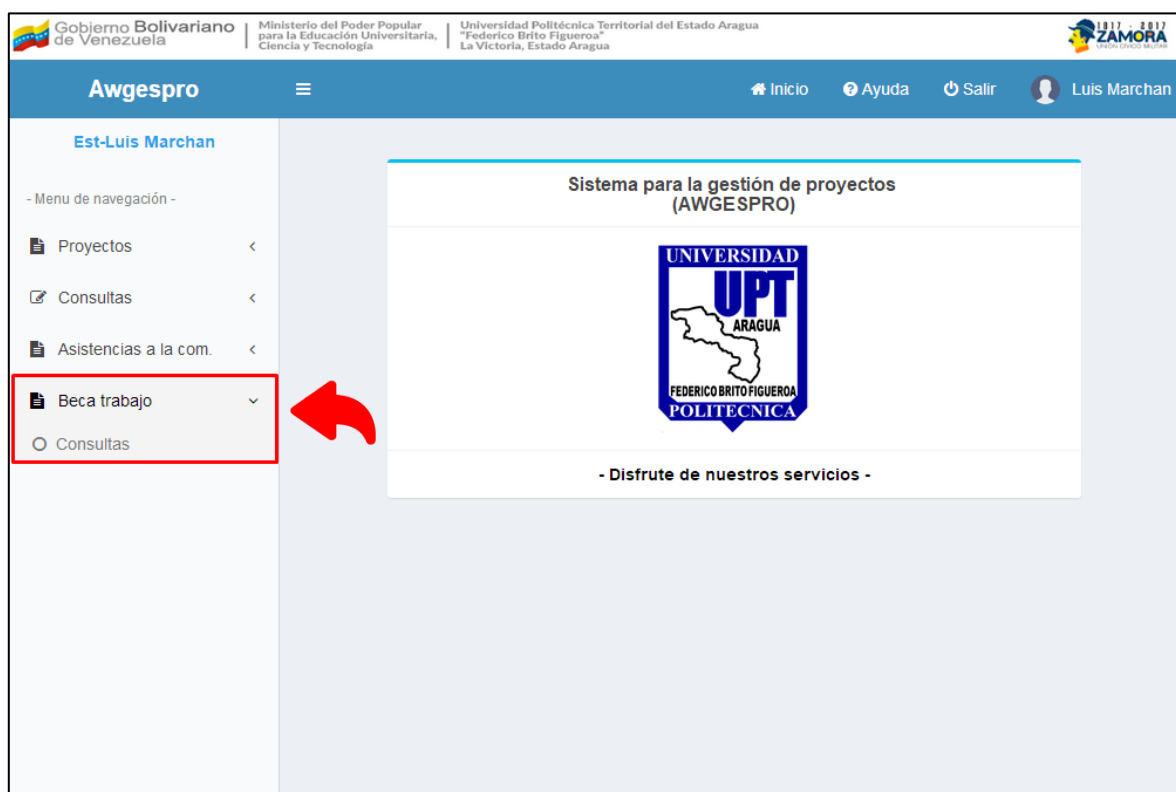 Gobierno Bolivariano
de Venezuela
Ministerio del Poder Popular
para la Educación Universitaria,
Ciencia y Tecnología
Universidad Politécnica Territorial del Estado Aragua
"Federico Brito Figueroa"
La Victoria, Estado Aragua
1817 - 2017
ZAMORA
UNIÓN CÍVICO MILITAR
Awgespro
Inicio
Ayuda
Salir
Luis Marchan
Est-Luis Marchan
- Menu de navegación -
Proyectos
Consultas
Asistencias a la com.
Beca trabajo
Consultas
Sistema para la gestión de proyectos
(AWGESPRO)
UNIVERSIDAD
UPT
ARAGUA
FEDERICO BRITO FIGUEROA
POLITECNICA
- Disfrute de nuestros servicios -